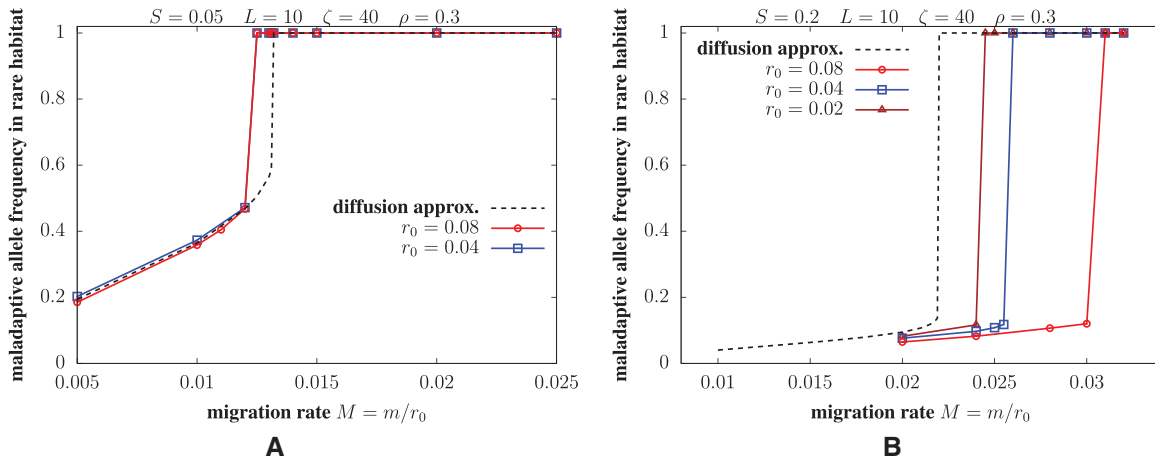 S = 0.05 L = 10 ζ = 40 ρ = 0.3
maladaptive allele frequency in rare habitat
1
0.8
0.6
0.4
0.2
0
diffusion approx.
r₀ = 0.08
r₀ = 0.04
0.005 0.01 0.015 0.02 0.025
migration rate M = m/r₀
A
S = 0.2 L = 10 ζ = 40 ρ = 0.3
maladaptive allele frequency in rare habitat
1
0.8
0.6
0.4
0.2
0
diffusion approx.
r₀ = 0.08
r₀ = 0.04
r₀ = 0.02
0.01 0.015 0.02 0.025 0.03
migration rate M = m/r₀
B